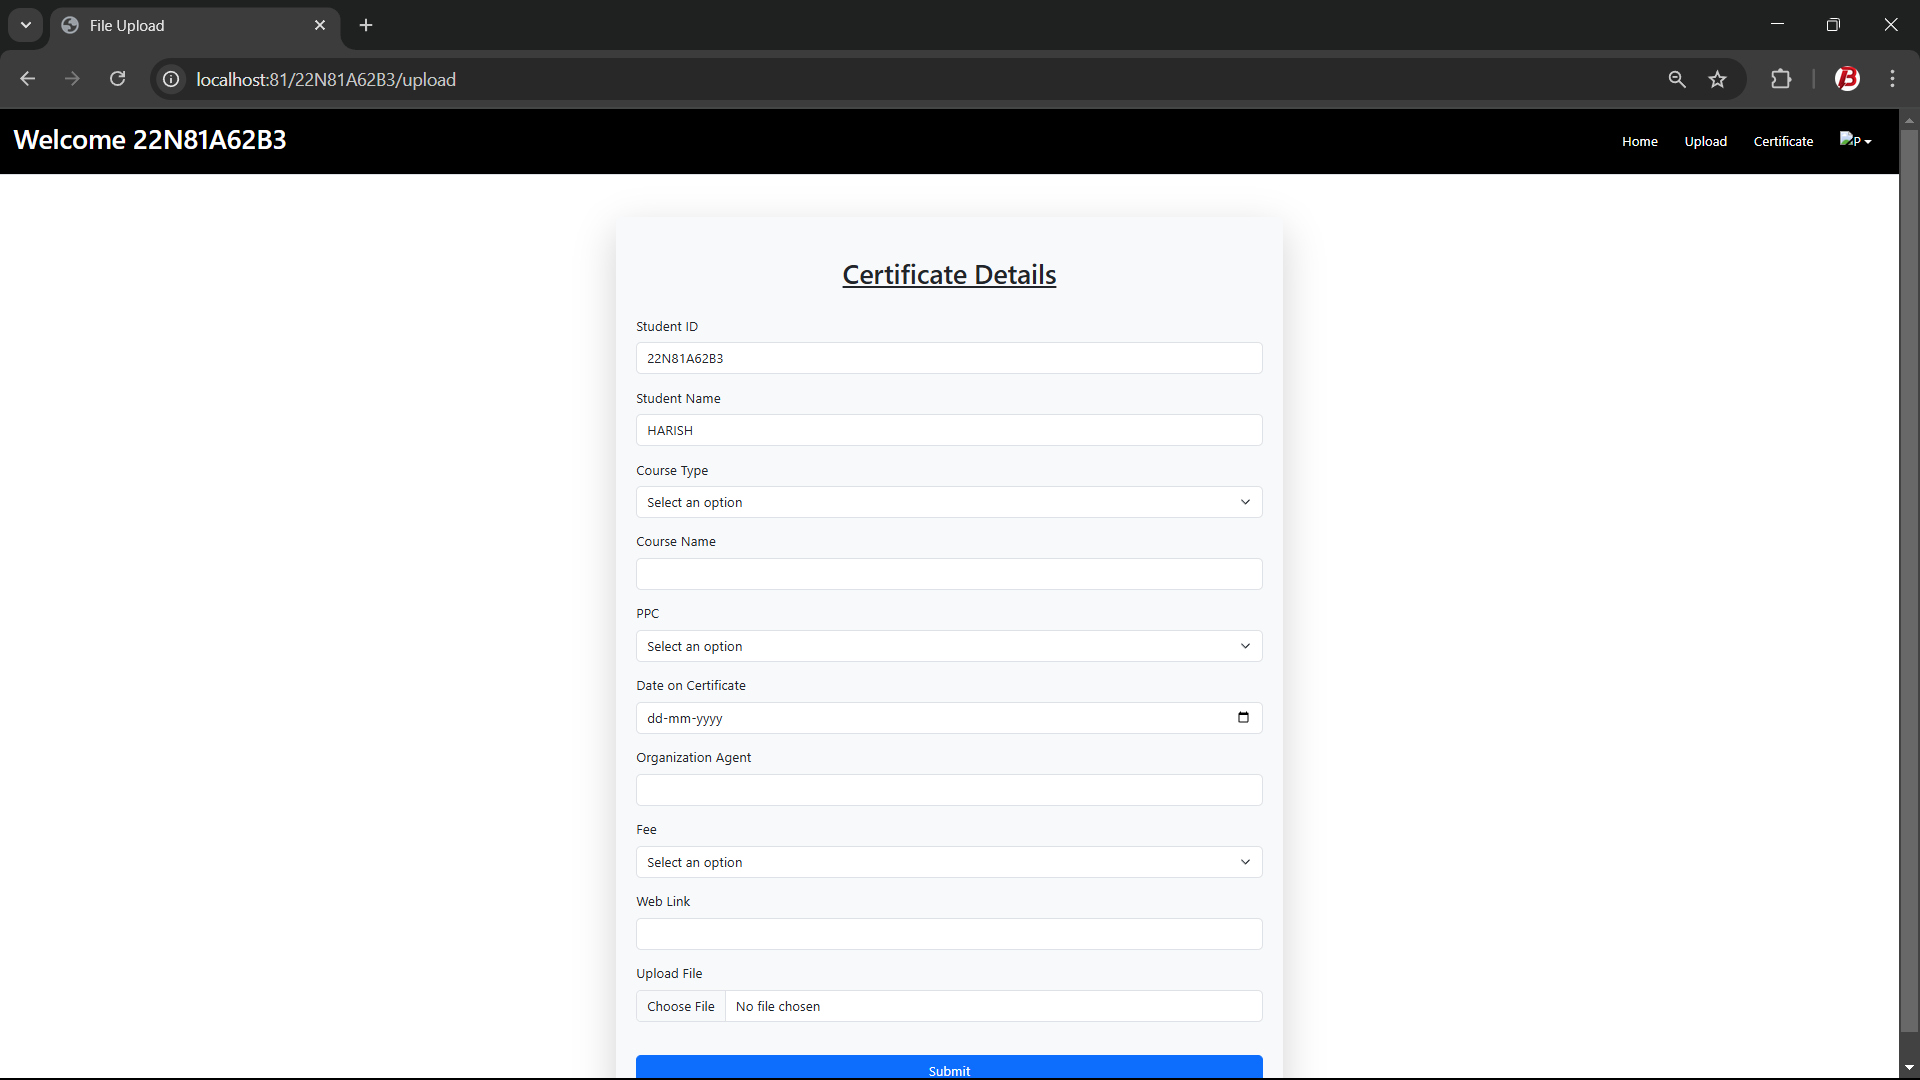 File Upload
localhost:81/22N81A62B3/upload
Welcome 22N81A62B3
Home
Upload
Certificate
P
Certificate Details
Student ID
22N81A62B3
Student Name
HARISH
Course Type
Select an option
Course Name
PPC
Select an option
Date on Certificate
dd-mm-yyyy
Organization Agent
Fee
Select an option
Web Link
Upload File
Choose File No file chosen
Submit